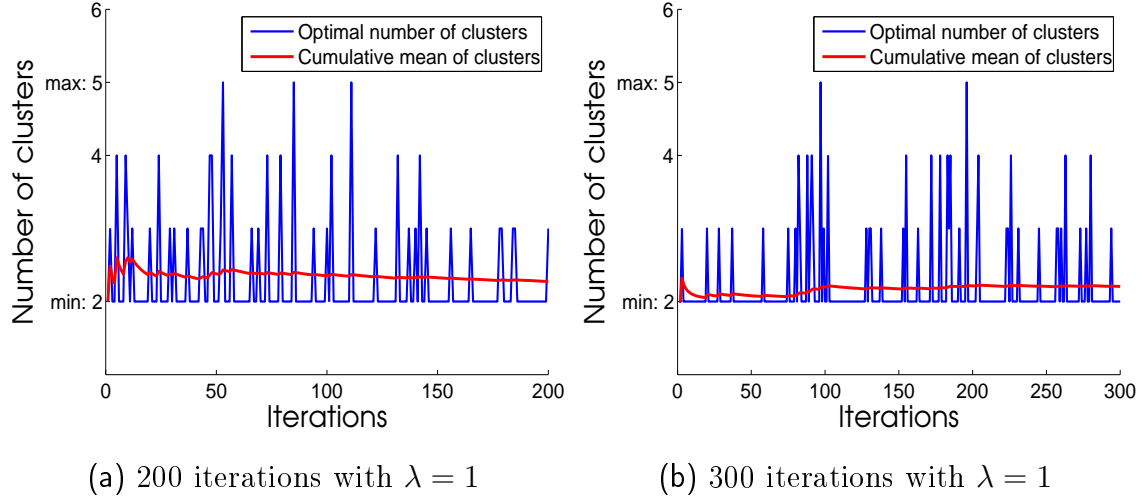 6
max: 5
4
min: 2
Number of clusters
Optimal number of clusters
Cumulative mean of clusters
0 50 100 150 200
Iterations
(a) 200 iterations with λ = 1
6
max: 5
4
min: 2
Number of clusters
Optimal number of clusters
Cumulative mean of clusters
0 50 100 150 200 250 300
Iterations
(b) 300 iterations with λ = 1